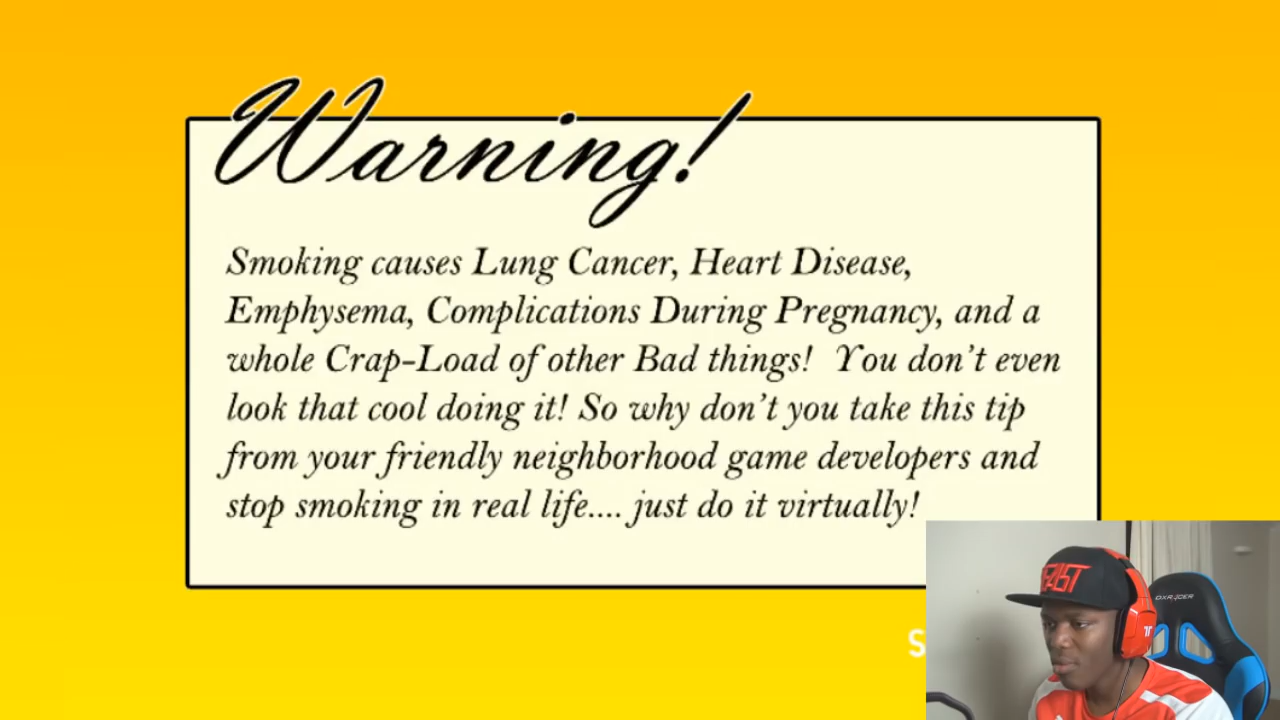 Warning!
Smoking causes Lung Cancer, Heart Disease,
Emphysema, Complications During Pregnancy, and a
whole Crap-Load of other Bad things!  You don't even
look that cool doing it! So why don't you take this tip
from your friendly neighborhood game developers and
stop smoking in real life.... just do it virtually!
S
BEAST
DXRACER